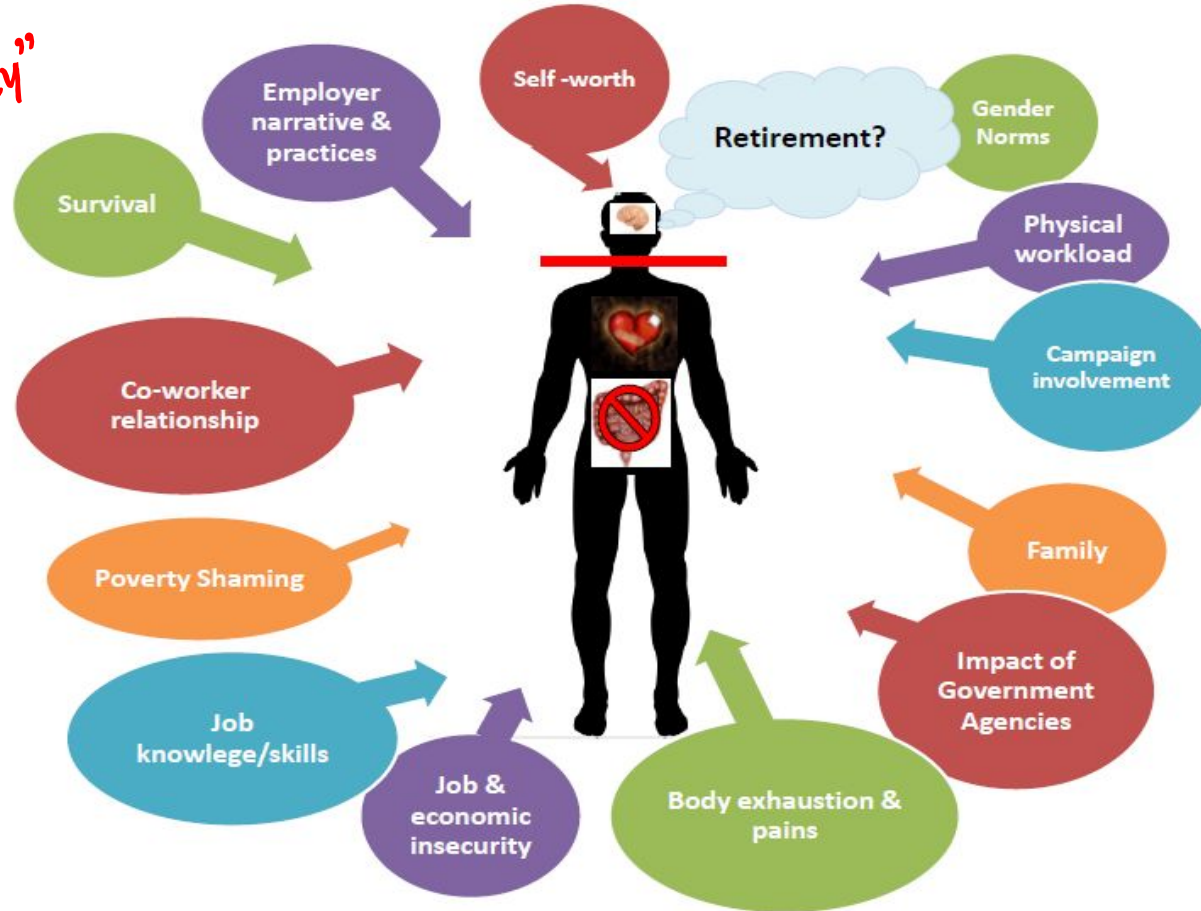 Self -worth
Employer
narrative &
practices
Retirement?
Gender
Norms
Survival
Physical
workload
Campaign
involvement
Co-worker
relationship
Family
Poverty Shaming
Impact of
Government
Agencies
Job
knowlege/skills
Job &
economic
insecurity
Body exhaustion &
pains